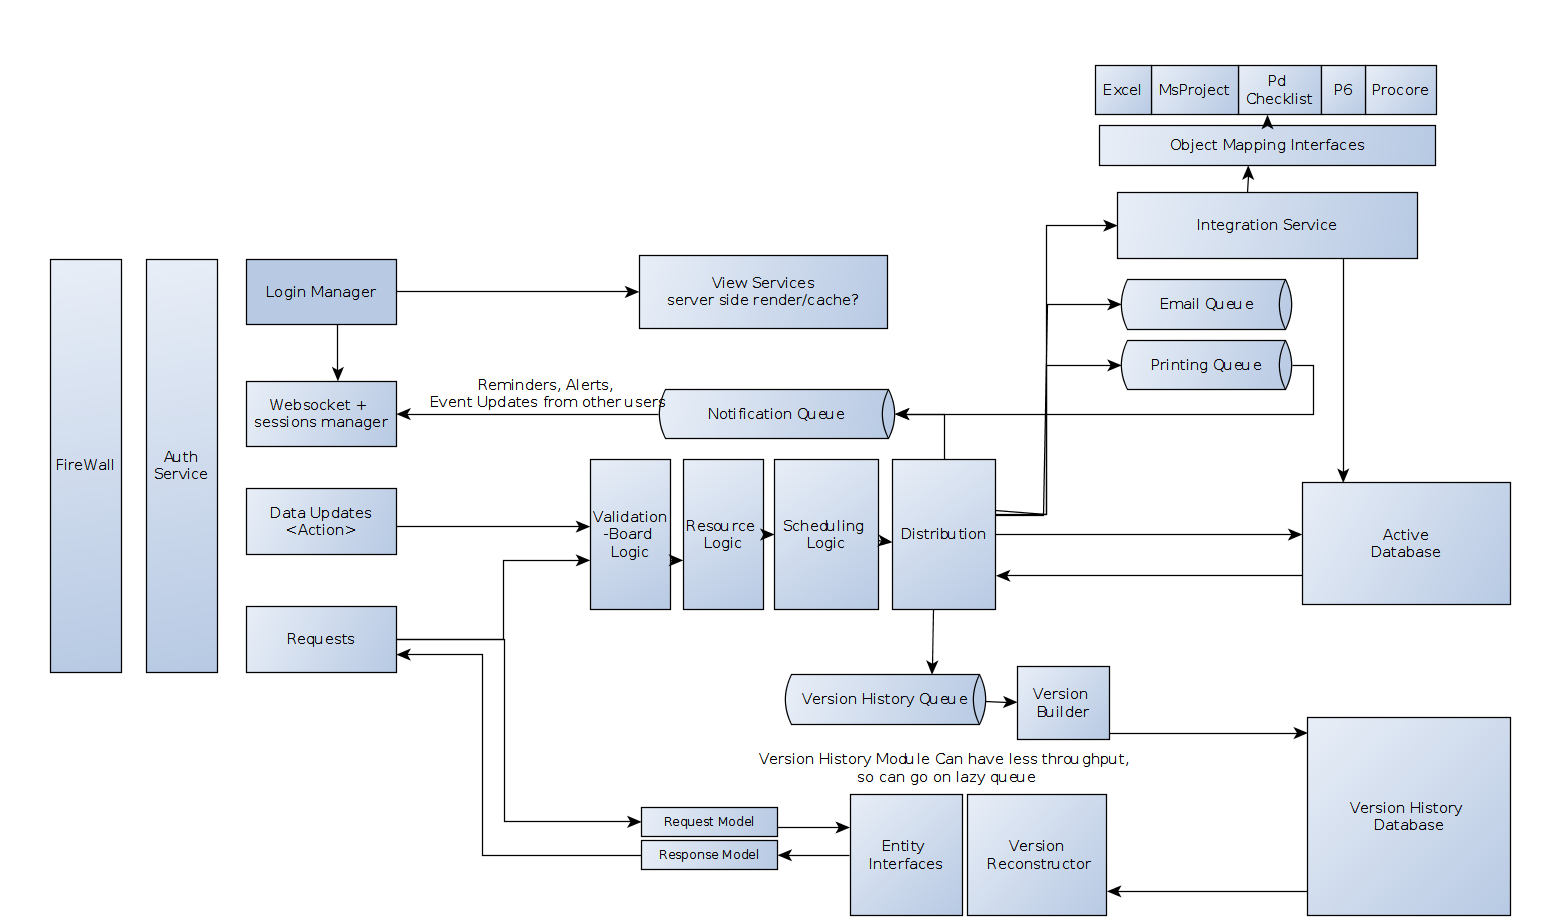 Excel
MsProject
Pd
Checklist
P6
Procore
Object Mapping Interfaces
Integration Service
View Services
server side render/cache?
Login Manager
Email Queue
Printing Queue
Reminders, Alerts,
Event Updates from other users
Websocket +
sessions manager
Notification Queue
FireWall
Auth
Service
Data Updates
<Action>
Validation
-Board
Logic
Resource
Logic
Scheduling
Logic
Distribution
Active
Database
Requests
Version History Queue
Version
Builder
Version History Module Can have less throughput,
so can go on lazy queue
Request Model
Response Model
Entity
Interfaces
Version
Reconstructor
Version History
Database